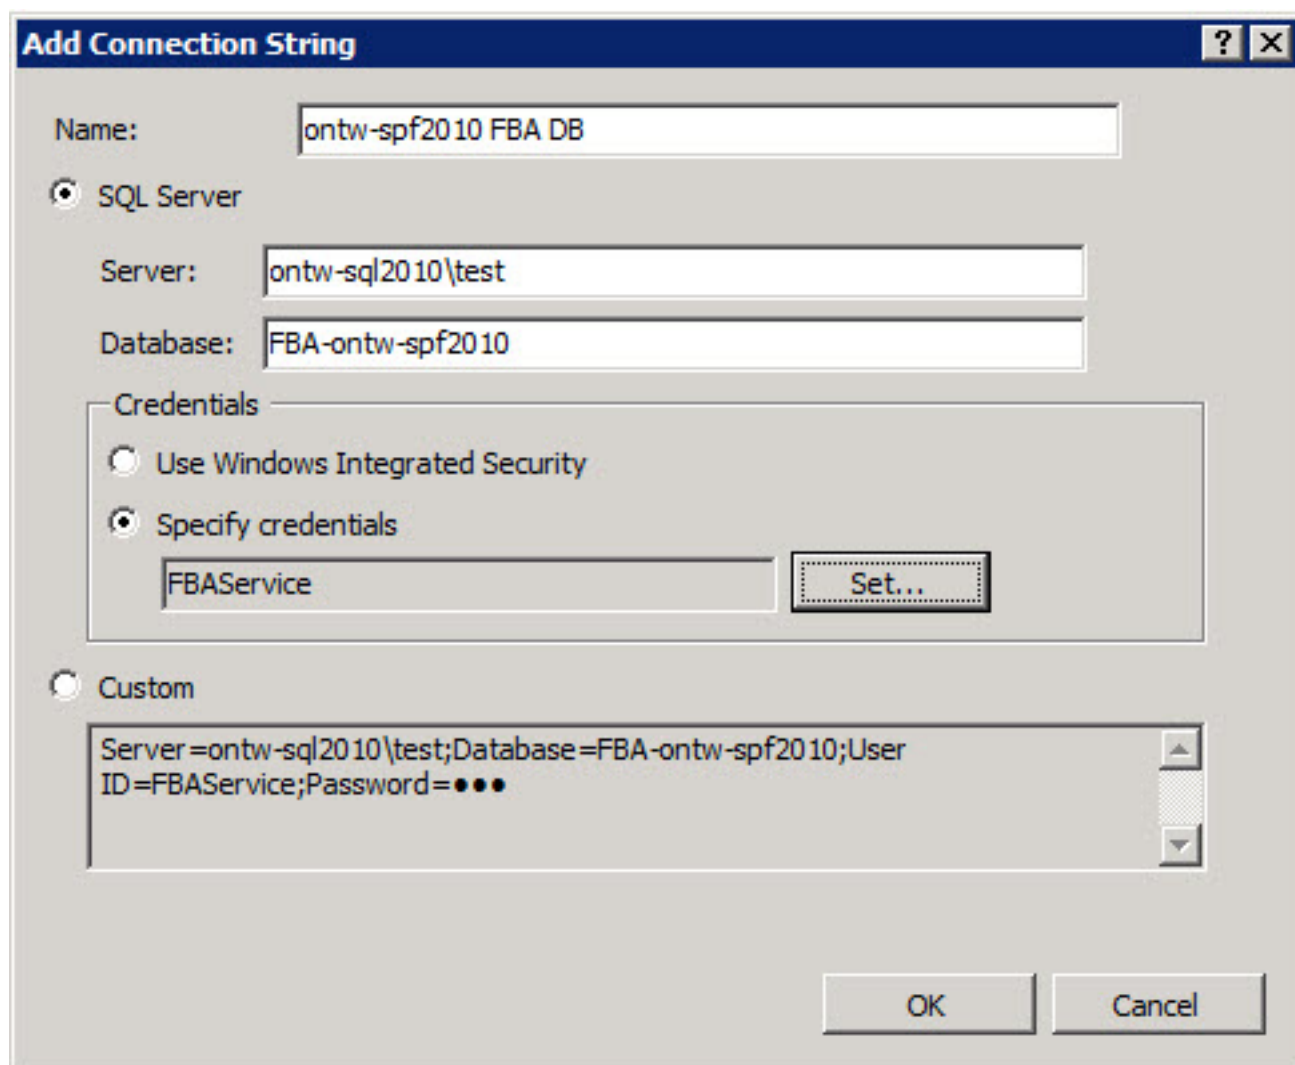 Add Connection String
Name: ontw-spf2010 FBA DB
SQL Server
Server: ontw-sql2010\test
Database: FBA-ontw-spf2010
Credentials
Use Windows Integrated Security
Specify credentials
FBAService Set...
Custom
Server=ontw-sql2010\test;Database=FBA-ontw-spf2010;User
ID=FBAService;Password=●●●
OK Cancel